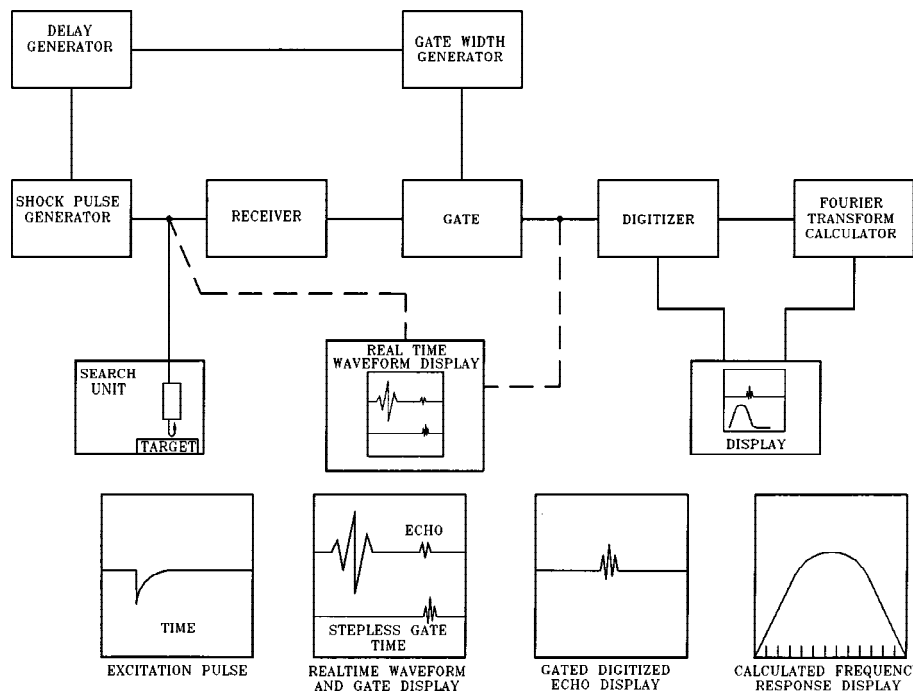 DELAY
GENERATOR
GATE WIDTH
GENERATOR
SHOCK PULSE
GENERATOR
RECEIVER
GATE
DIGITIZER
FOURIER
TRANSFORM
CALCULATOR
SEARCH
UNIT
TARGET
REAL TIME
WAVEFORM DISPLAY
DISPLAY
TIME
EXCITATION PULSE
ECHO
STEPLESS GATE
TIME
REALTIME WAVEFORM
AND GATE DISPLAY
GATED DIGITIZED
ECHO DISPLAY
CALCULATED FREQUENC
RESPONSE DISPLAY